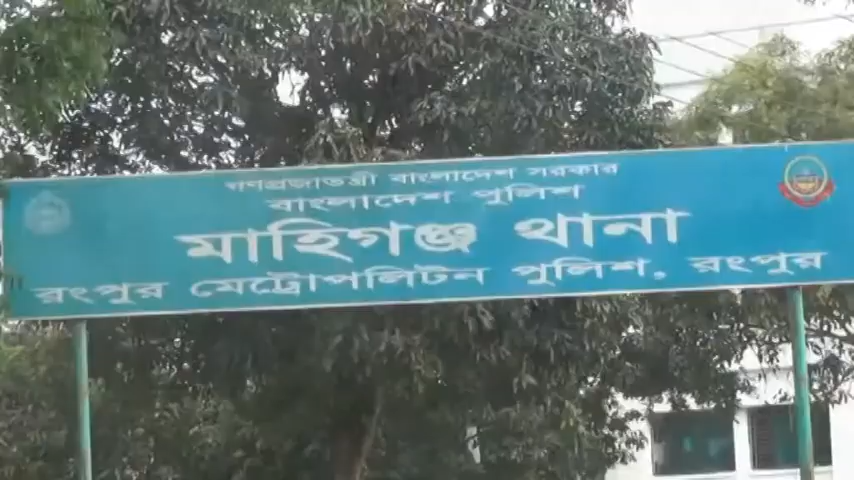 গণপ্রজাতন্ত্রী বাংলাদেশ সরকার
বাংলাদেশ পুলিশ
মাহিগঞ্জ থানা
রংপুর মেট্রোপলিটন পুলিশ, রংপুর